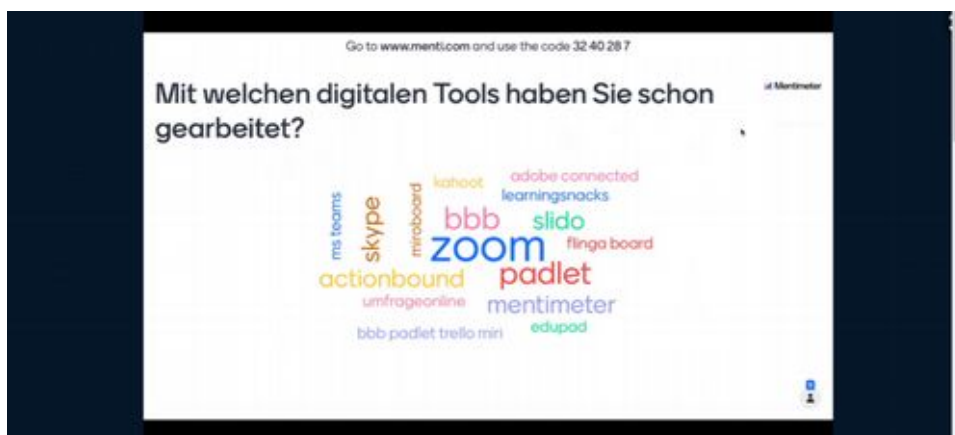 Go to www.menti.com and use the code 32 40 28 7
Mit welchen digitalen Tools haben Sie schon
gearbeitet?
Mentimeter
kahoot
adobe connected
learningsnacks
ms teams
skype
miroboard
bbb
slido
zoom
flinga board
actionbound
padlet
umfrageonline
mentimeter
bbb padlet trello miri
edupad